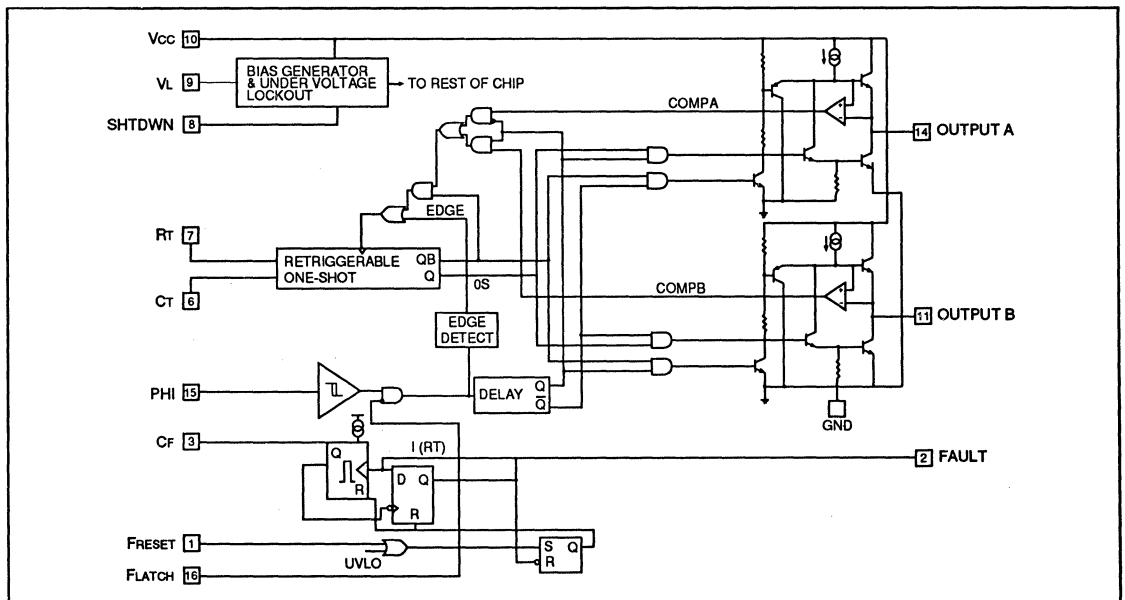 VCC 10
VL 9
BIAS GENERATOR
& UNDER VOLTAGE
LOCKOUT
TO REST OF CHIP
SHTDWN 8
COMPA
+
-
14 OUTPUT A
EDGE
RT 7
RETRIGGERABLE
ONE-SHOT
QB
Q
0S
CT 6
COMPB
+
-
11 OUTPUT B
EDGE
DETECT
PHI 15
DELAY
Q
Q̅
GND
CF 3
Q
R
I (RT)
D Q
R
2 FAULT
FRESET 1
UVLO
S Q
R
FLATCH 16